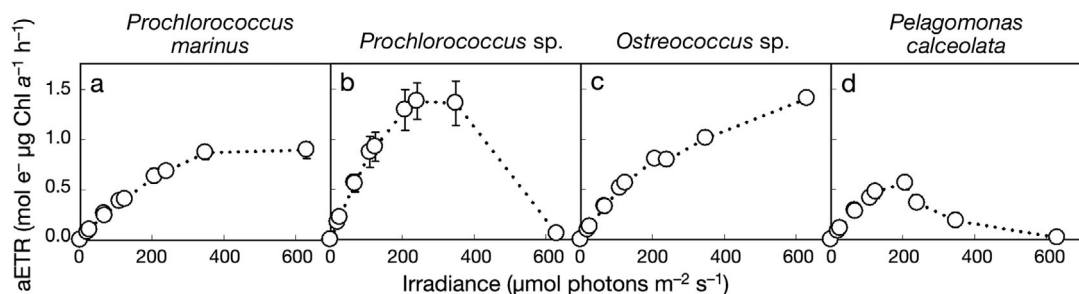 Prochlorococcus marinus
Prochlorococcus sp.
Ostreococcus sp.
Pelagomonas calceolata
aETR (mol e⁻ µg Chl a⁻¹ h⁻¹)
1.5
1.0
0.5
0.0
a
b
c
d
0 200 400 600
0 200 400 600
0 200 400 600
0 200 400 600
Irradiance (µmol photons m⁻² s⁻¹)